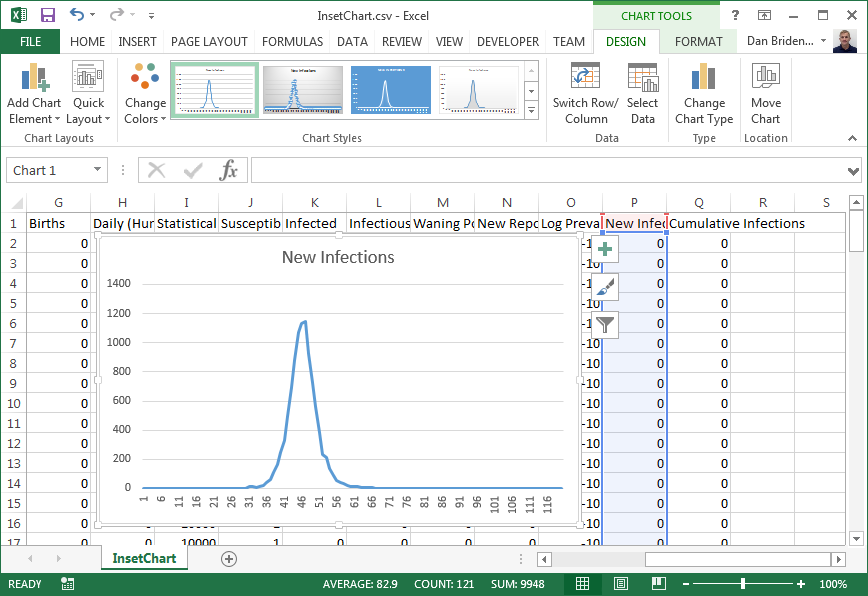 InsetChart.csv - Excel
CHART TOOLS
?
FILE HOME INSERT PAGE LAYOUT FORMULAS DATA REVIEW VIEW DEVELOPER TEAM DESIGN FORMAT Dan Briden...
Add Chart Element Quick Layout Change Colors Switch Row/ Column Select Data Change Chart Type Move Chart
Chart Layouts Chart Styles Data Type Location
Chart 1 fx
G H I J K L M N O P Q R S
1 Births Daily (Hur Statistical Susceptib Infected Infectious Waning Po New Repo Log Preva New Infec Cumulative Infections
2 0 -10 0 0
3 0 -10 0 0
4 0 -10 0 0
5 0 -10 0 0
6 0 -10 0 0
7 0 -10 0 0
8 0 -10 0 0
9 0 -10 0 0
10 0 -10 0 0
11 0 -10 0 0
12 0 -10 0 0
13 0 -10 0 0
14 0 -10 0 0
15 0 -10 0 0
16 0 -10 0 0
17 0 0 10000 1 0 0 0 0 -10 0 0
New Infections
1400
1200
1000
800
600
400
200
0
1 6 11 16 21 26 31 36 41 46 51 56 61 66 71 76 81 86 91 96 101 106 111 116
InsetChart
READY AVERAGE: 82.9 COUNT: 121 SUM: 9948 100%